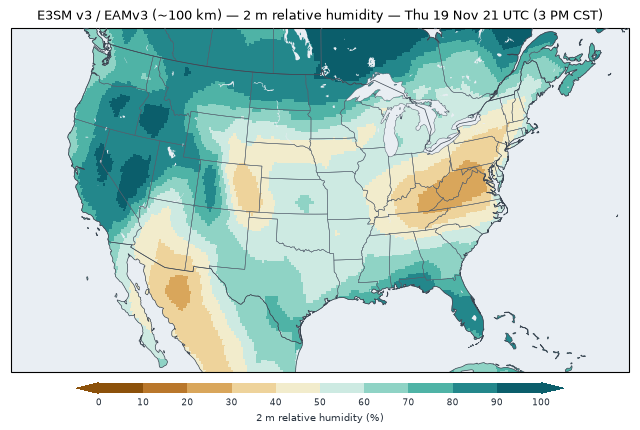 E3SM v3 / EAMv3 (~100 km) — 2 m relative humidity — Thu 19 Nov 21 UTC (3 PM CST)
0 10 20 30 40 50 60 70 80 90 100
2 m relative humidity (%)